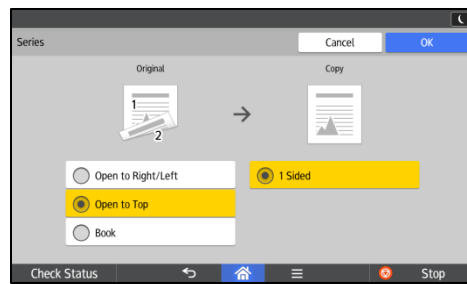 Series
Cancel
OK
Original
Copy
1
2
Open to Right/Left
1 Sided
Open to Top
Book
Check Status
Stop